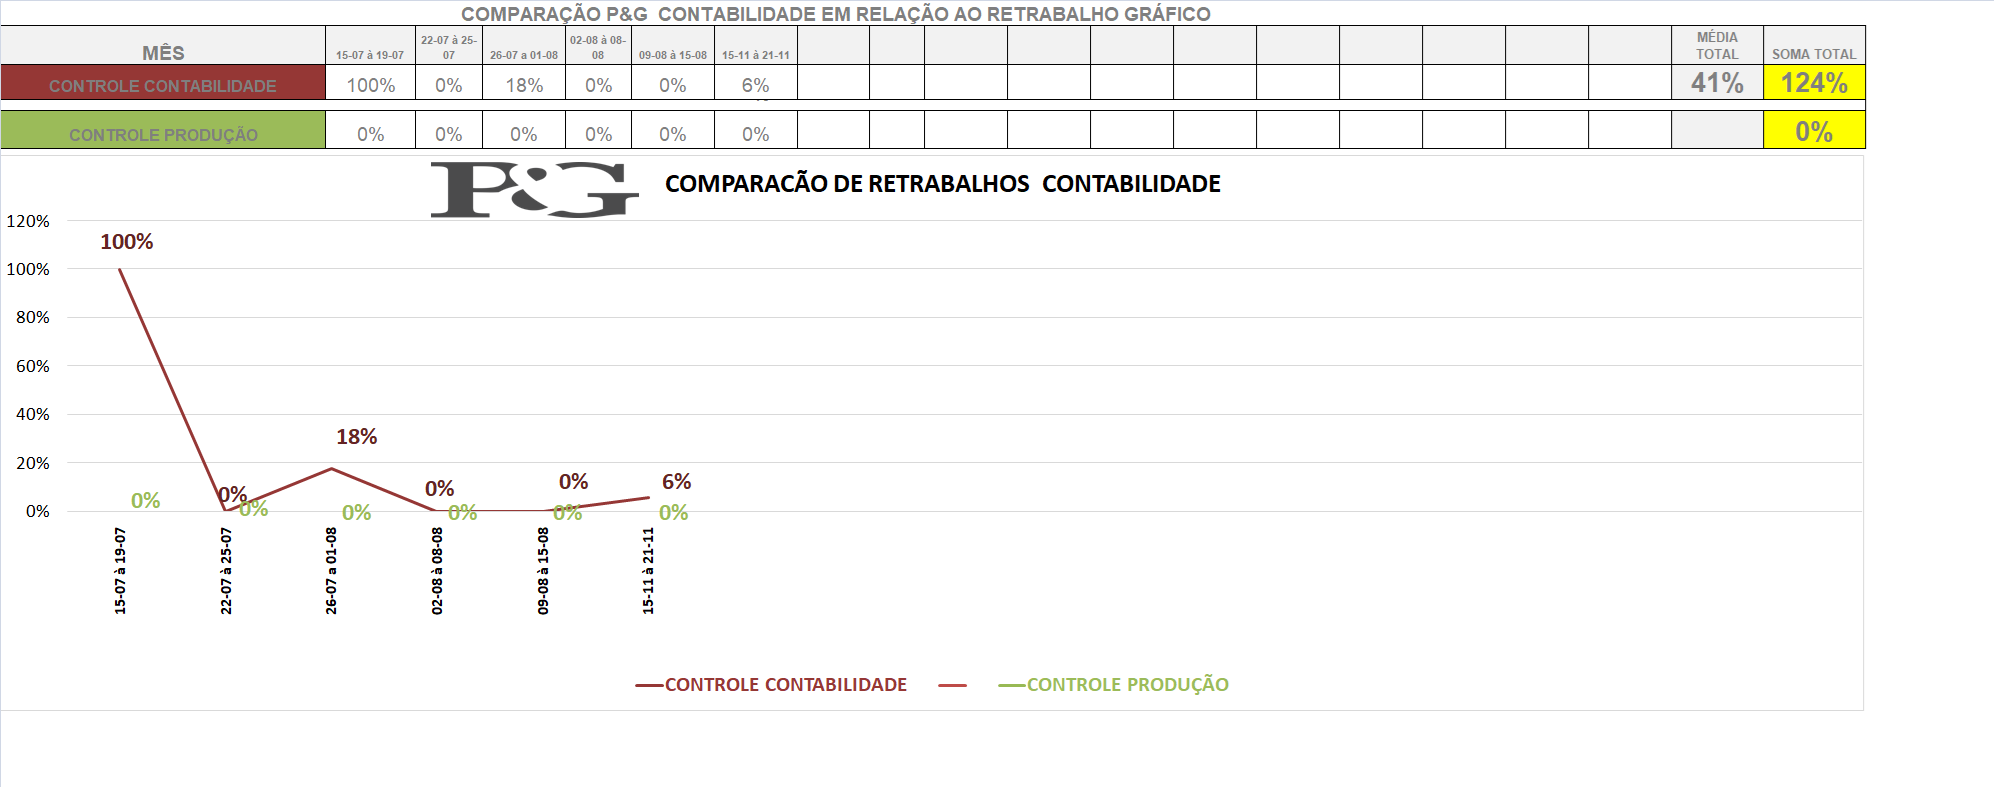 COMPARAÇÃO P&G CONTABILIDADE EM RELAÇÃO AO RETRABALHO GRÁFICO
MÊS 15-07 à 19-07 22-07 à 25-07 26-07 a 01-08 02-08 à 08-08 09-08 à 15-08 15-11 à 21-11 MÉDIA TOTAL SOMA TOTAL
CONTROLE CONTABILIDADE 100% 0% 18% 0% 0% 6% 41% 124%
CONTROLE PRODUÇÃO 0% 0% 0% 0% 0% 0% 0%
P&G COMPARACÃO DE RETRABALHOS CONTABILIDADE
120%
100%
100%
80%
60%
40%
18%
20%
0% 0% 0% 6%
0% 0% 0% 0% 0% 0%
0%
15-07 à 19-07
22-07 à 25-07
26-07 a 01-08
02-08 à 08-08
09-08 à 15-08
15-11 à 21-11
CONTROLE CONTABILIDADE CONTROLE PRODUÇÃO